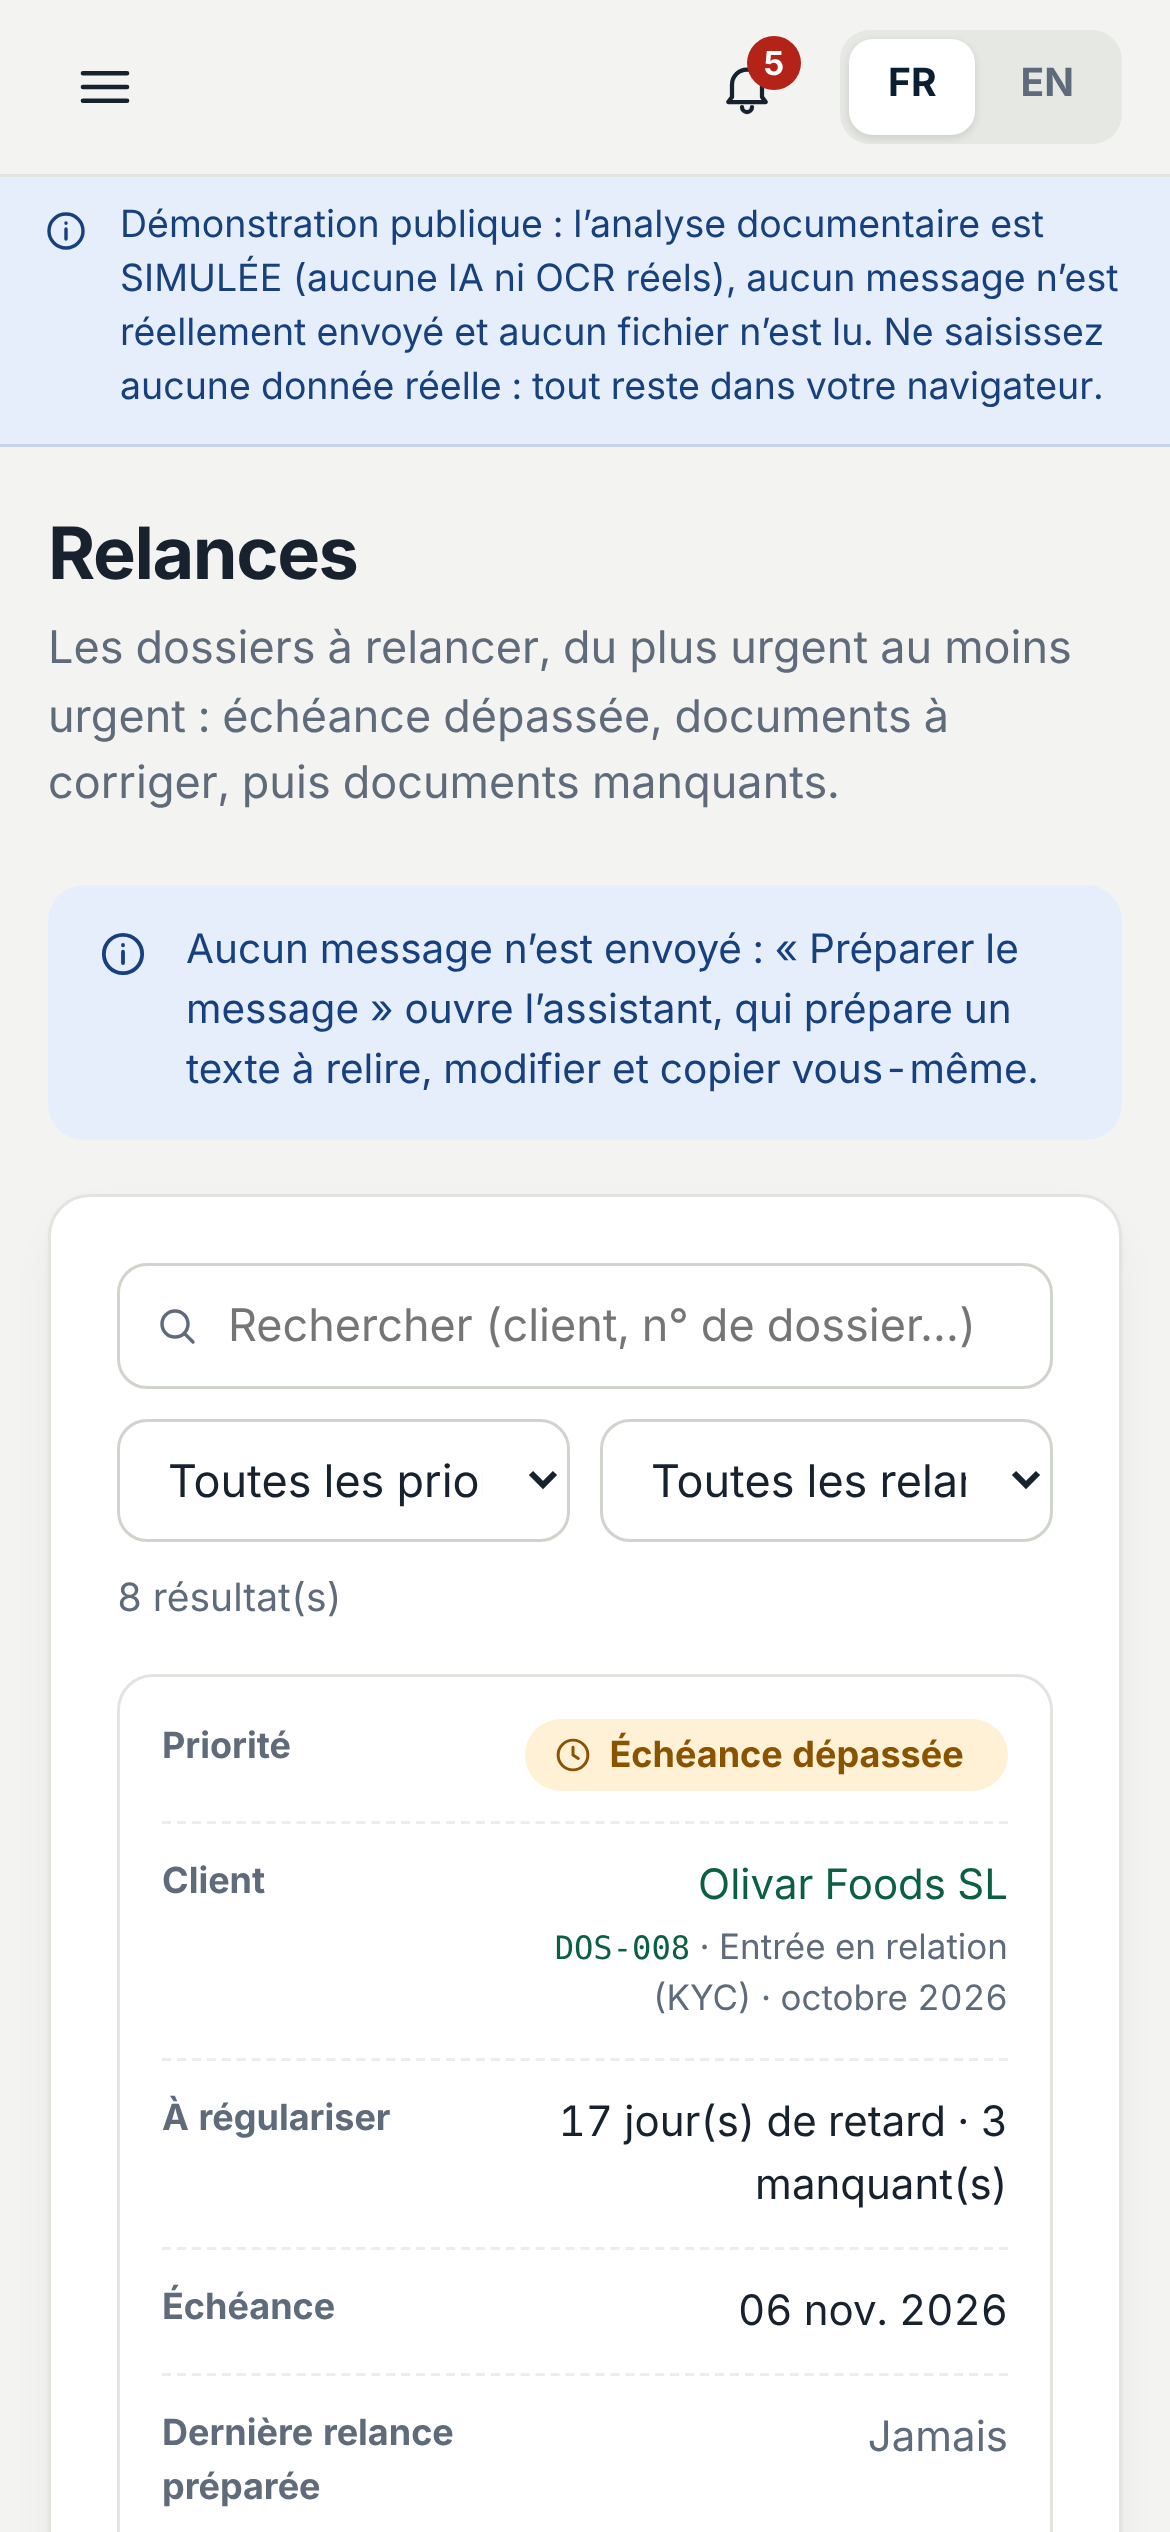 5
FR
EN
Démonstration publique : l’analyse documentaire est
SIMULÉE (aucune IA ni OCR réels), aucun message n’est
réellement envoyé et aucun fichier n’est lu. Ne saisissez
aucune donnée réelle : tout reste dans votre navigateur.
Relances
Les dossiers à relancer, du plus urgent au moins
urgent : échéance dépassée, documents à
corriger, puis documents manquants.
Aucun message n’est envoyé : « Préparer le
message » ouvre l’assistant, qui prépare un
texte à relire, modifier et copier vous-même.
Rechercher (client, n° de dossier…)
Toutes les prio
Toutes les relan
8 résultat(s)
Priorité
Échéance dépassée
Client
Olivar Foods SL
DOS-008 · Entrée en relation
(KYC) · octobre 2026
À régulariser
17 jour(s) de retard · 3
manquant(s)
Échéance
06 nov. 2026
Dernière relance
préparée
Jamais